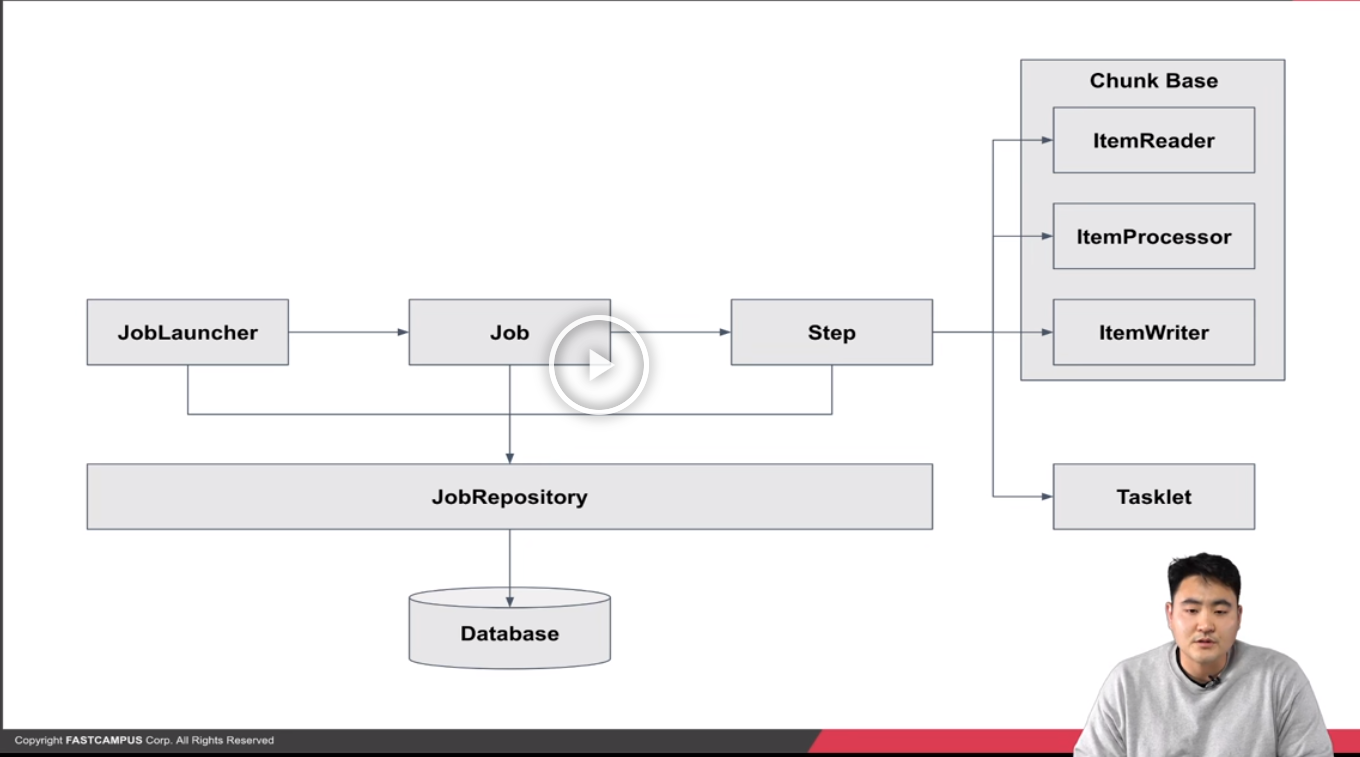 Chunk Base
ItemReader
ItemProcessor
JobLauncher
Job
Step
ItemWriter
JobRepository
Tasklet
Database
Copyright FASTCAMPUS Corp. All Rights Reserved